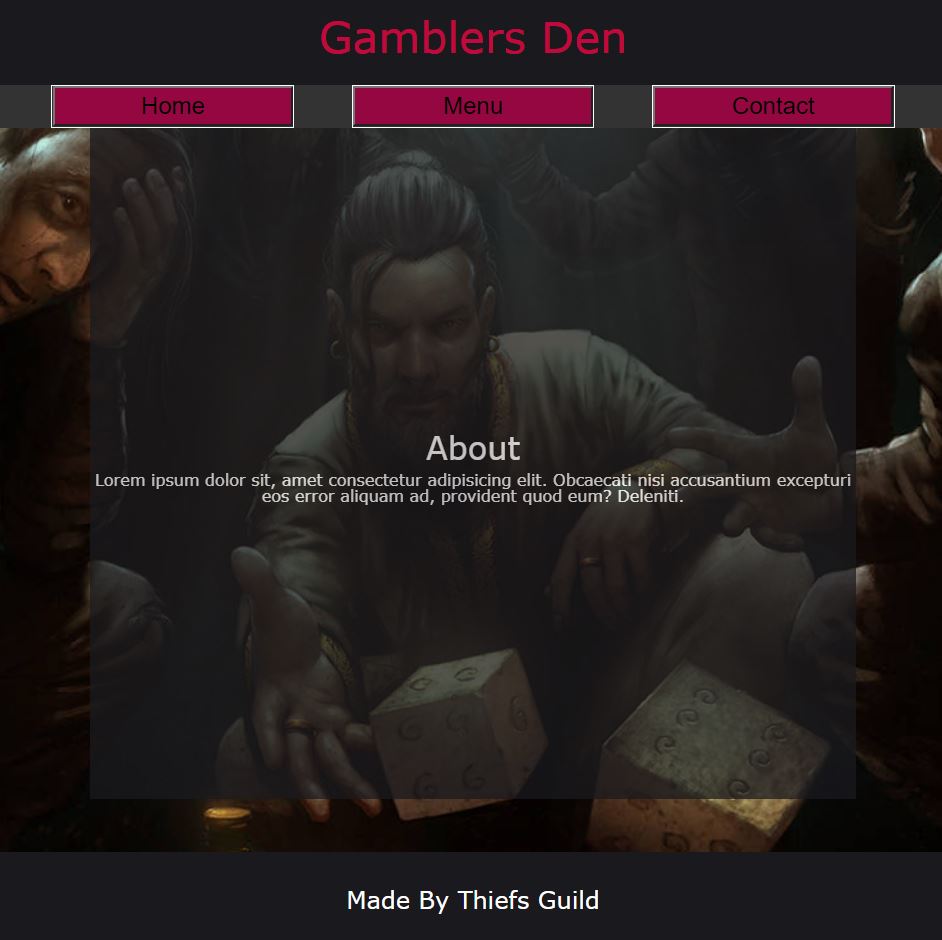 Gamblers Den
Home
Menu
Contact
About
Lorem ipsum dolor sit, amet consectetur adipisicing elit. Obcaecati nisi accusantium excepturi
eos error aliquam ad, provident quod eum? Deleniti.
Made By Thiefs Guild